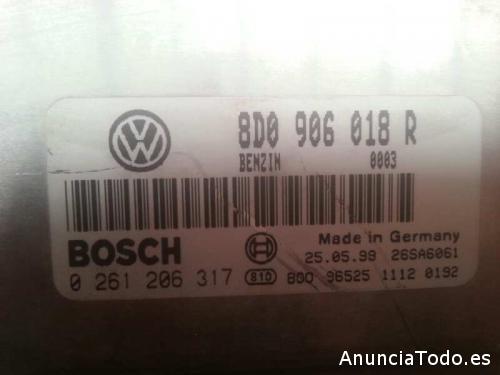 8D0 906 018 R
BENZIN 0003
BOSCH
Made in Germany
25.05.99 26SA6061
0 261 206 317 810 8D0 96525 1112 0192
AnunciaTodo.es